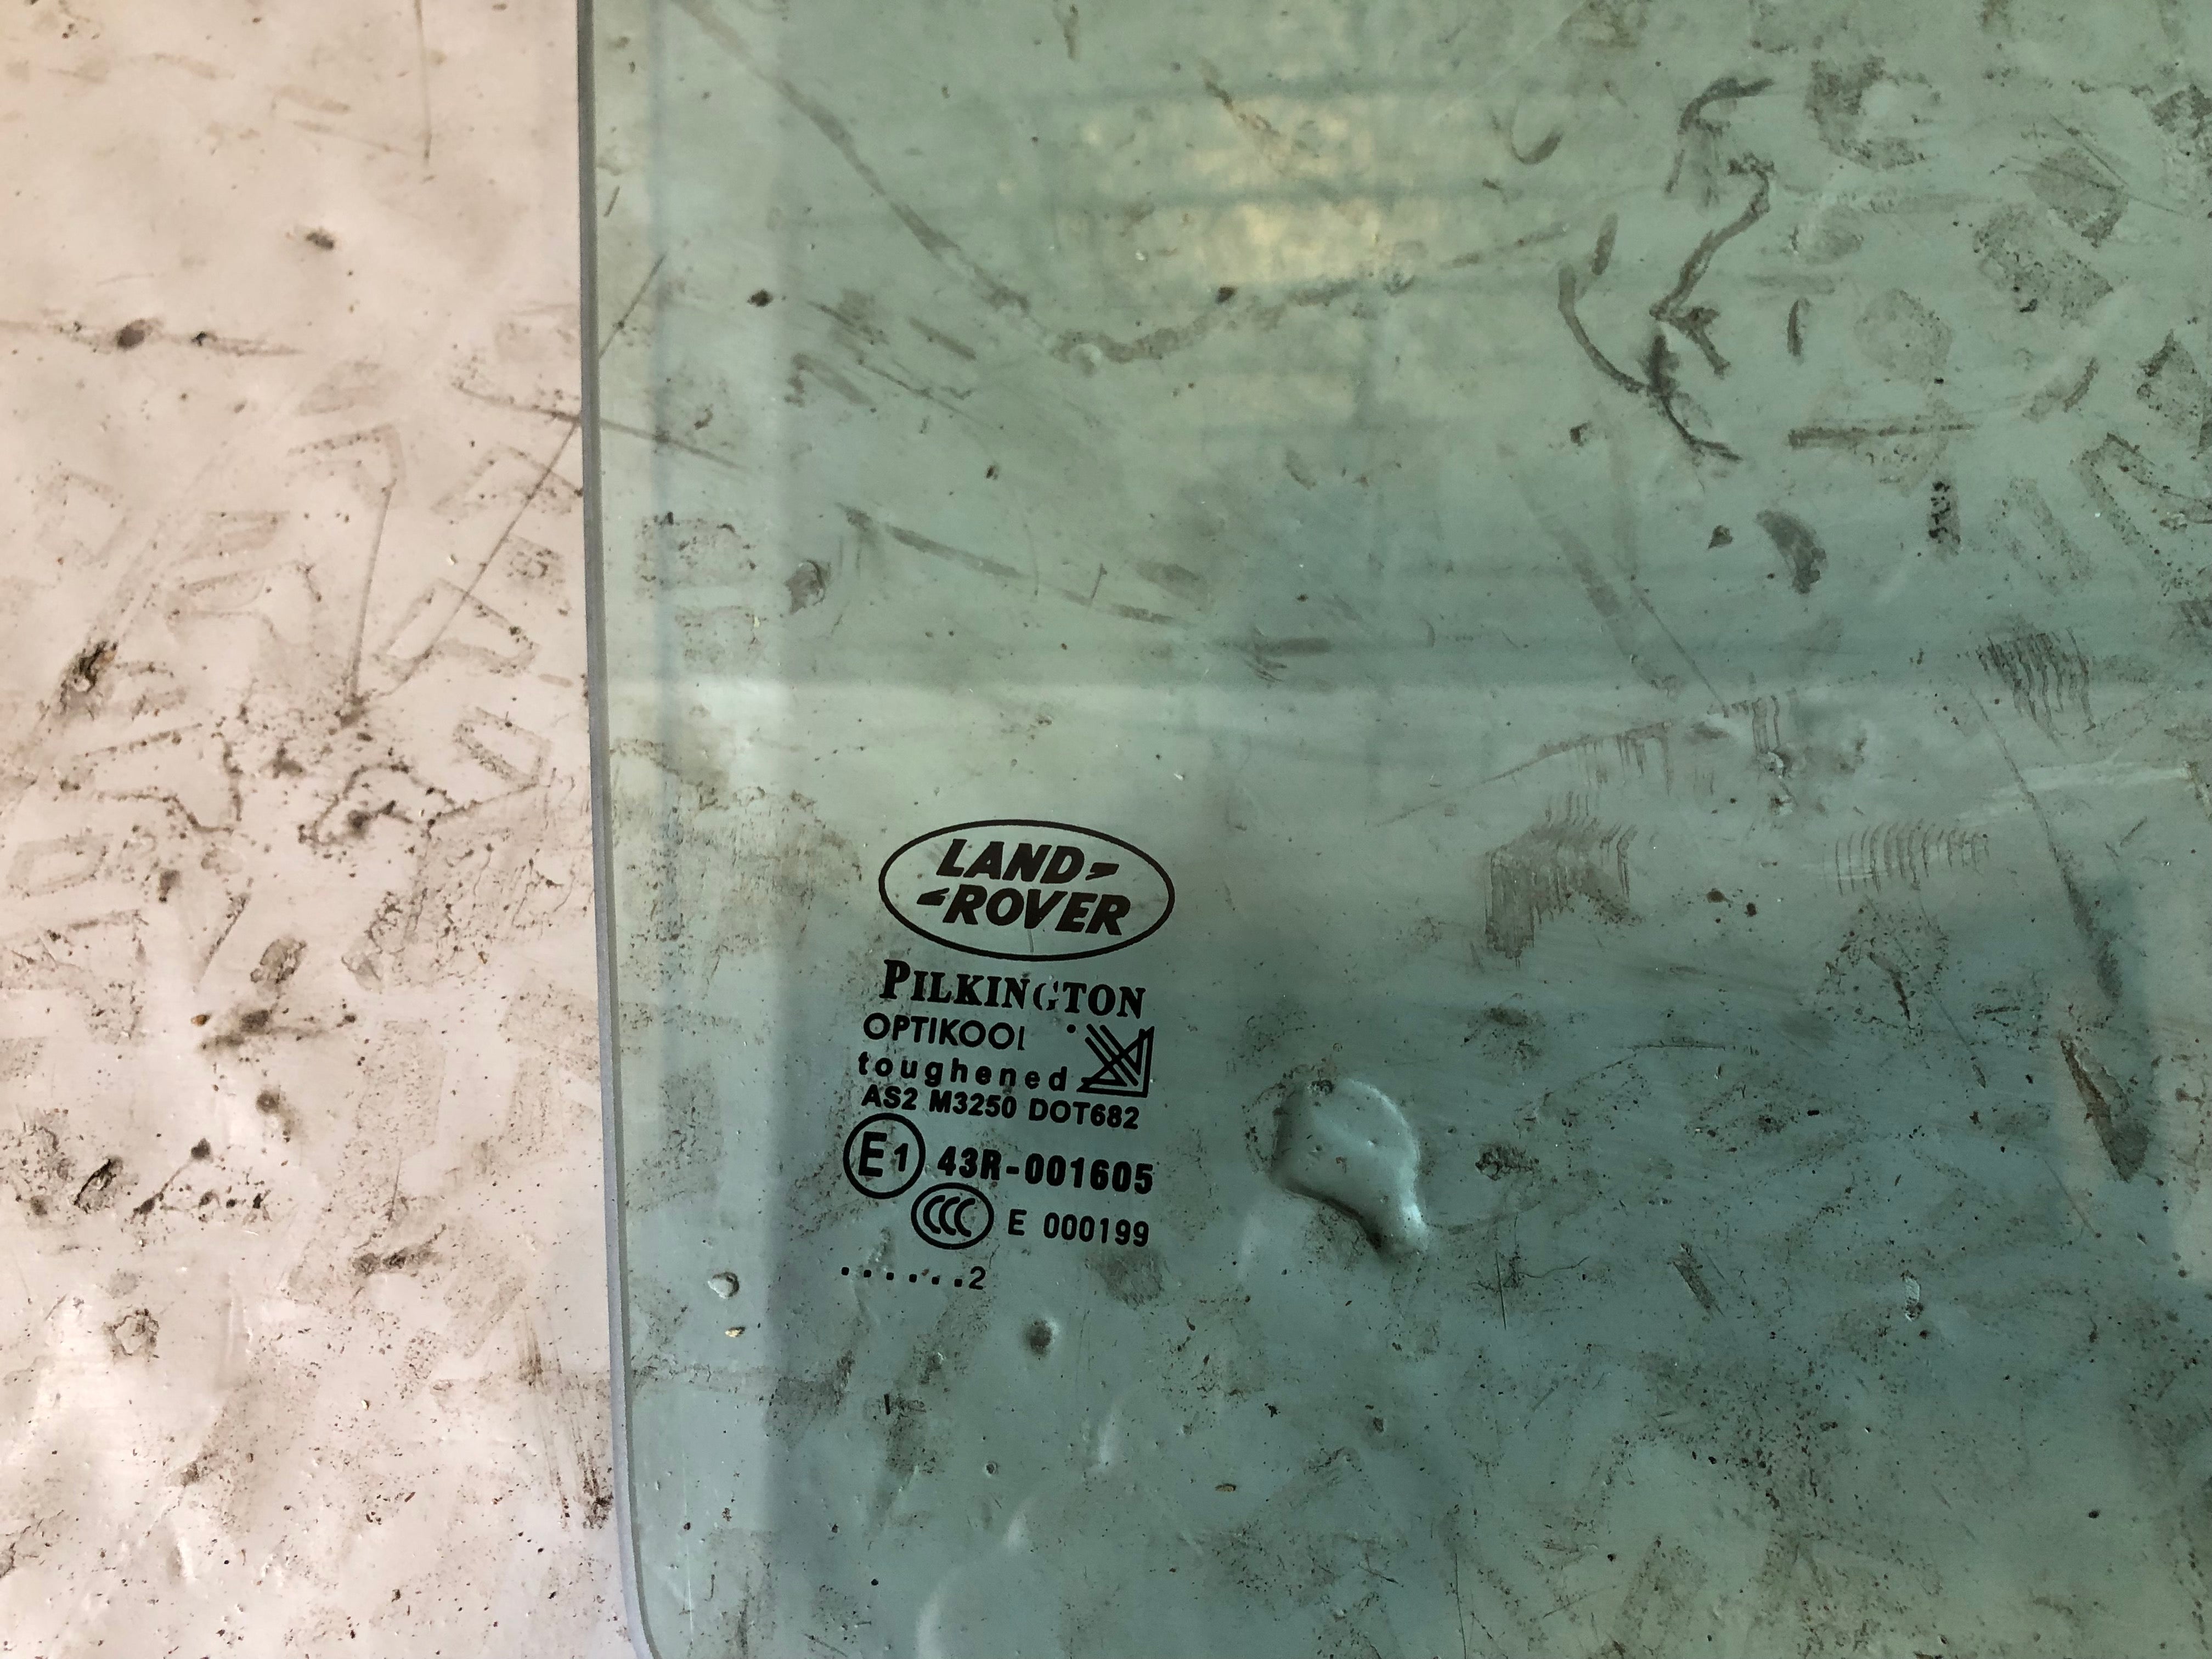 LAND-
-ROVER
PILKINGTON
OPTIKOOL
toughened
AS2 M3250 DOT682
E1 43R-001605
CCC E 000199
......2